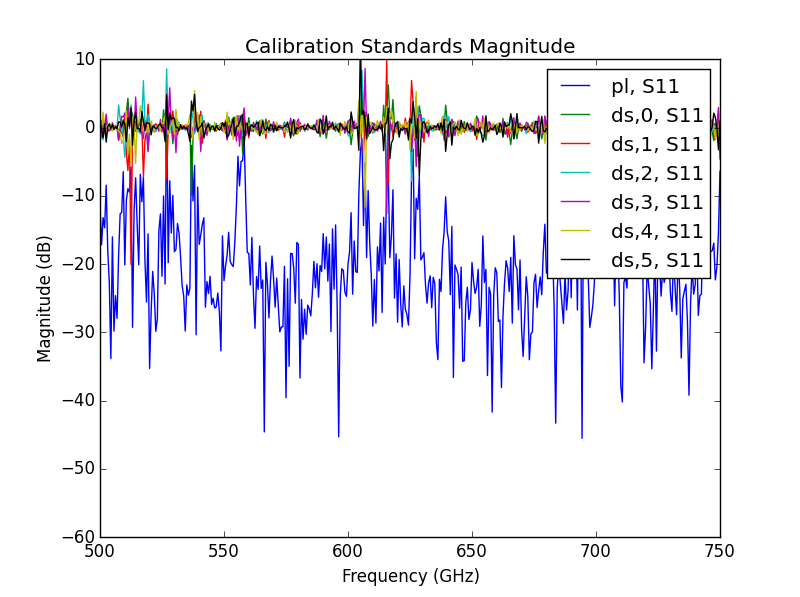 Calibration Standards Magnitude
Magnitude (dB)
10
0
−10
−20
−30
−40
−50
−60
pl, S11
ds,0, S11
ds,1, S11
ds,2, S11
ds,3, S11
ds,4, S11
ds,5, S11
500
550
600
650
700
750
Frequency (GHz)